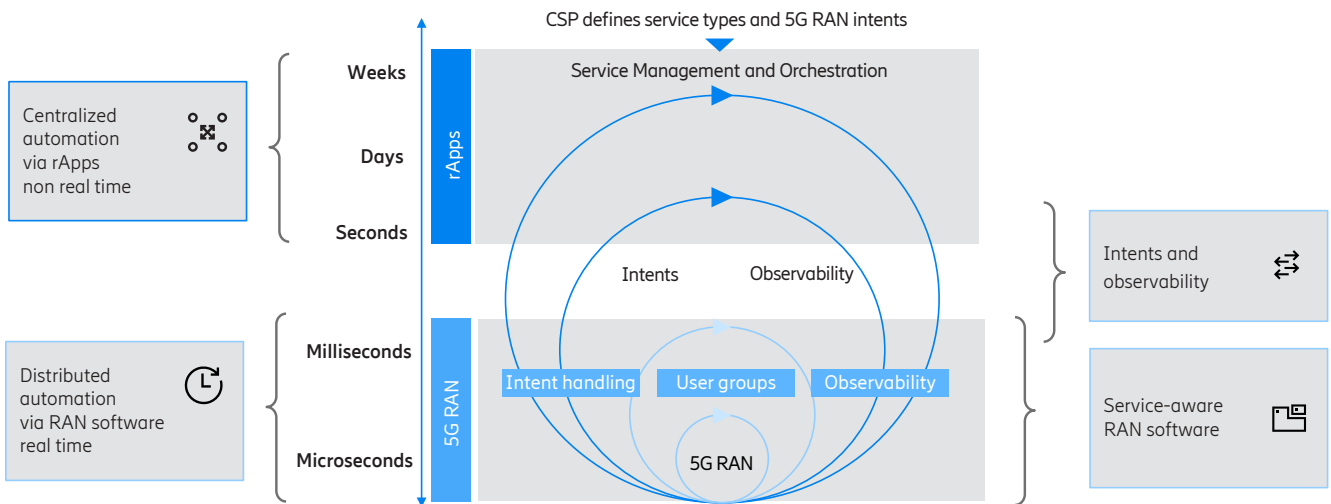 CSP defines service types and 5G RAN intents
Service Management and Orchestration
Centralized
automation
via rApps
non real time
Weeks
Days
Seconds
rApps
Intents
Observability
Intents and
observability
Distributed
automation
via RAN software
real time
Milliseconds
Microseconds
5G RAN
Intent handling
User groups
Observability
5G RAN
Service-aware
RAN software